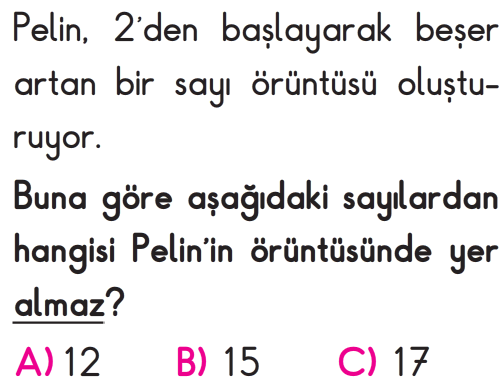 Pelin, 2'den başlayarak beşer
artan bir sayı örüntüsü oluştu-
ruyor.
Buna göre aşağıdaki sayılardan
hangisi Pelin'in örüntüsünde yer
almaz?
A) 12 B) 15 C) 17